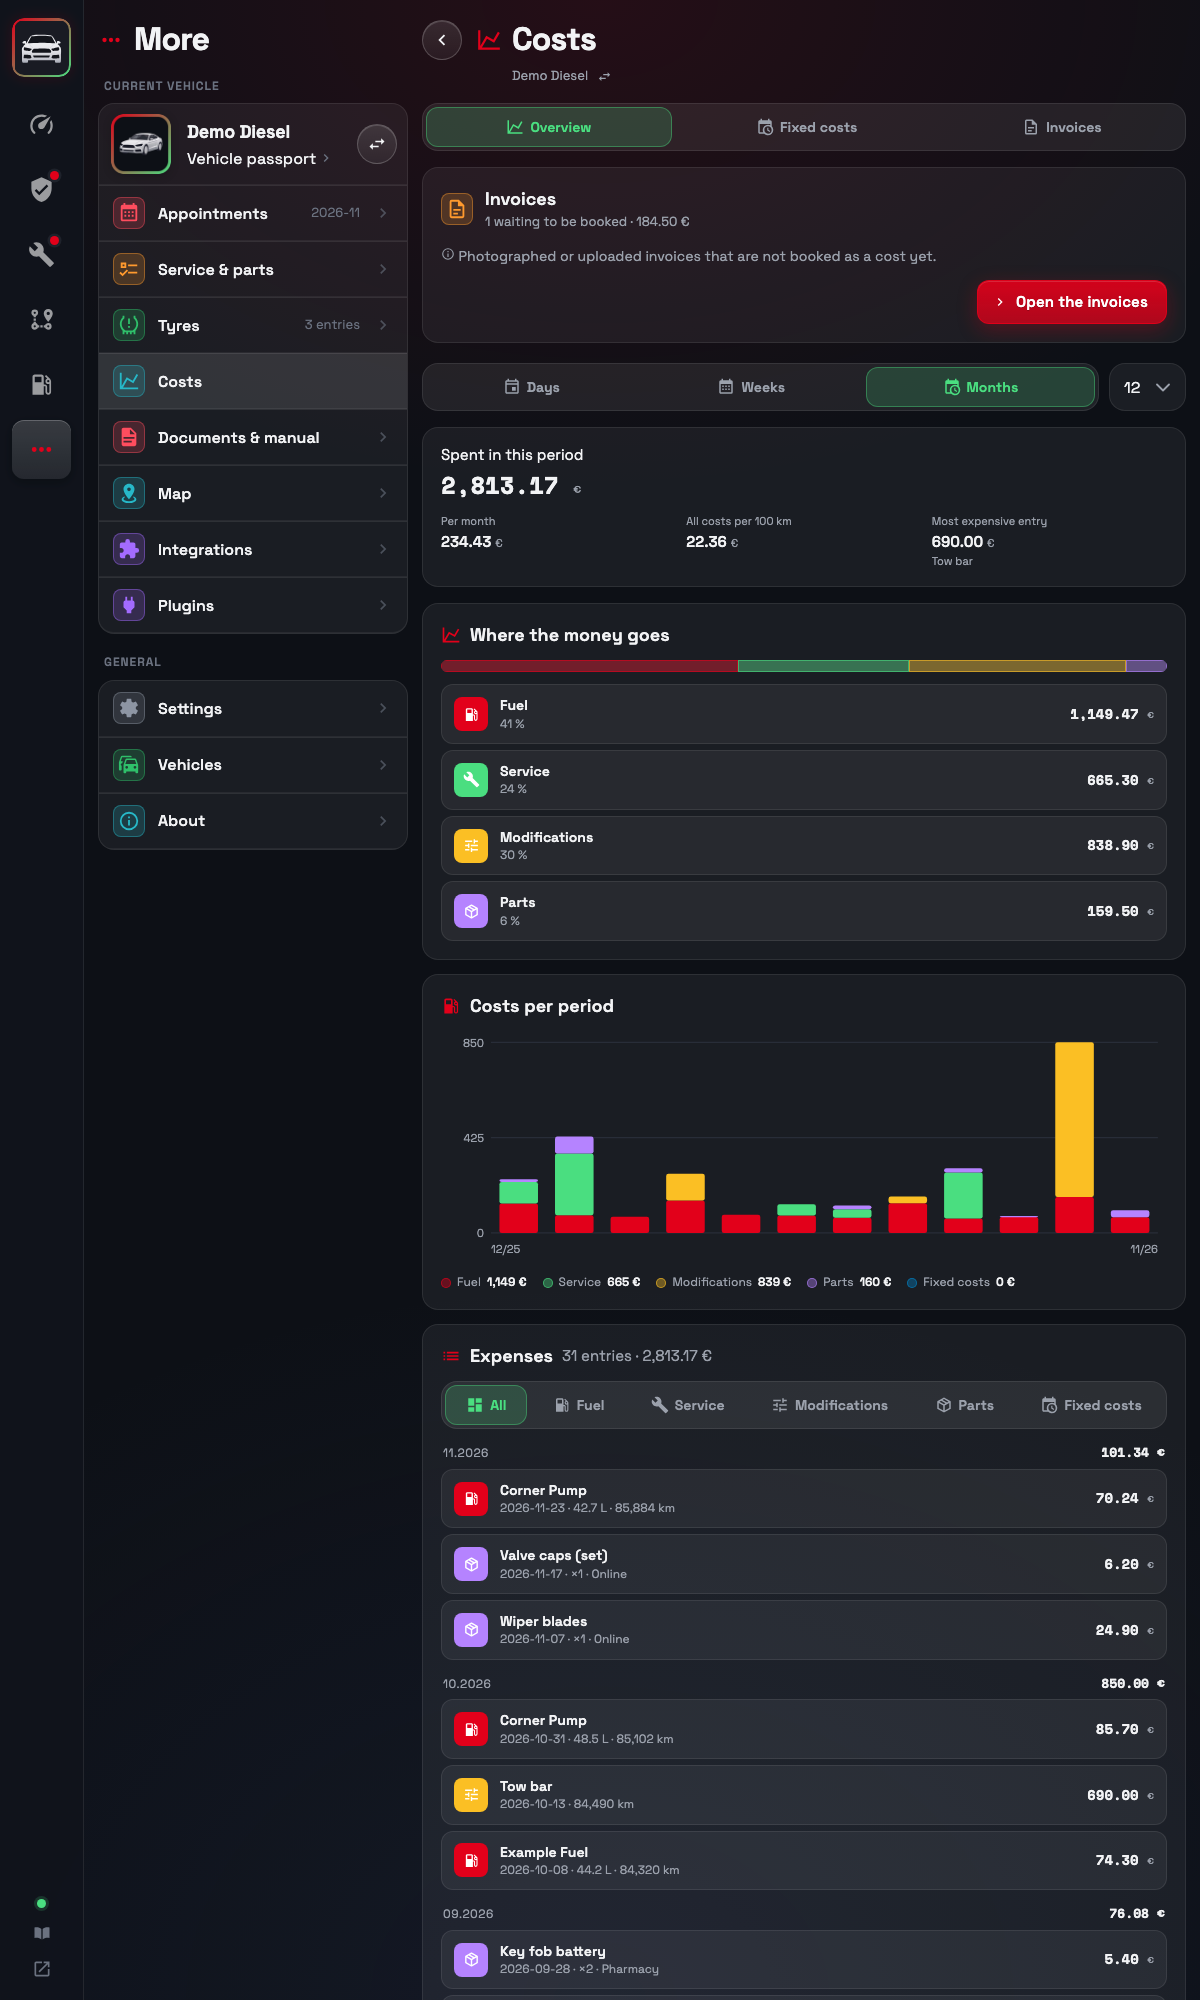 More
CURRENT VEHICLE
Demo Diesel
Vehicle passport
Appointments 2026-11
Service & parts
Tyres 3 entries
Costs
Documents & manual
Map
Integrations
Plugins
GENERAL
Settings
Vehicles
About
Costs
Demo Diesel
Overview Fixed costs Invoices
Invoices
1 waiting to be booked · 184.50 €
Photographed or uploaded invoices that are not booked as a cost yet.
Open the invoices
Days Weeks Months 12
Spent in this period
2,813.17 €
Per month All costs per 100 km Most expensive entry
234.43 € 22.36 € 690.00 €
Tow bar
Where the money goes
Fuel
41 %
1,149.47 €
Service
24 %
665.30 €
Modifications
30 %
838.90 €
Parts
6 %
159.50 €
Costs per period
850
425
0
12/25 11/26
Fuel 1,149 € Service 665 € Modifications 839 € Parts 160 € Fixed costs 0 €
Expenses 31 entries · 2,813.17 €
All Fuel Service Modifications Parts Fixed costs
11.2026 101.34 €
Corner Pump
2026-11-23 · 42.7 L · 85,884 km
70.24 €
Valve caps (set)
2026-11-17 · ×1 · Online
6.20 €
Wiper blades
2026-11-07 · ×1 · Online
24.90 €
10.2026 850.00 €
Corner Pump
2026-10-31 · 48.5 L · 85,102 km
85.70 €
Tow bar
2026-10-13 · 84,490 km
690.00 €
Example Fuel
2026-10-08 · 44.2 L · 84,320 km
74.30 €
09.2026 76.08 €
Key fob battery
2026-09-28 · ×2 · Pharmacy
5.40 €